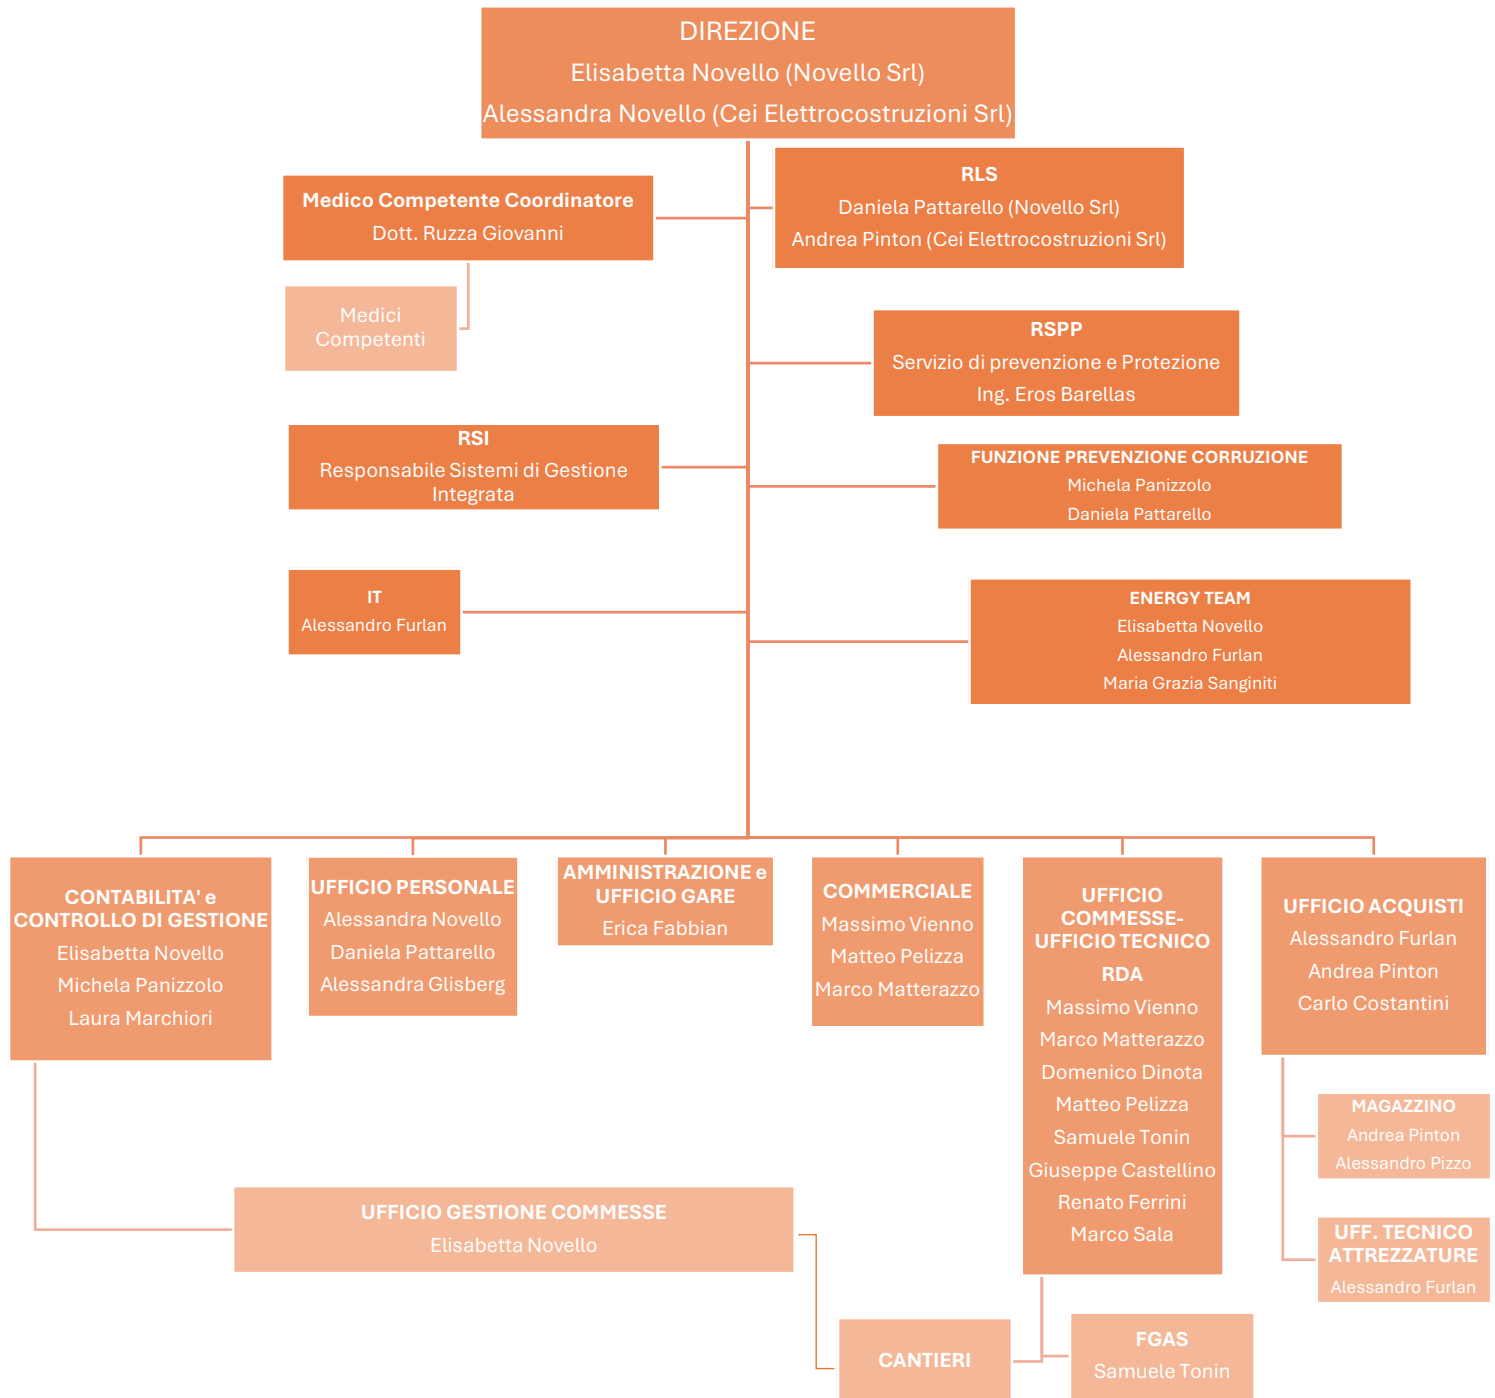 DIREZIONE
Elisabetta Novello (Novello Srl)
Alessandra Novello (Cei Elettrocostruzioni Srl)
Medico Competente Coordinatore
Dott. Ruzza Giovanni
RLS
Daniela Pattarello (Novello Srl)
Andrea Pinton (Cei Elettrocostruzioni Srl)
Medici
Competenti
RSPP
Servizio di prevenzione e Protezione
Ing. Eros Barellas
RSI
Responsabile Sistemi di Gestione
Integrata
FUNZIONE PREVENZIONE CORRUZIONE
Michela Panizzolo
Daniela Pattarello
IT
Alessandro Furlan
ENERGY TEAM
Elisabetta Novello
Alessandro Furlan
Maria Grazia Sanginiti
CONTABILITA' e
CONTROLLO DI GESTIONE
Elisabetta Novello
Michela Panizzolo
Laura Marchiori
UFFICIO PERSONALE
Alessandra Novello
Daniela Pattarello
Alessandra Glisberg
AMMINISTRAZIONE e
UFFICIO GARE
Erica Fabbian
COMMERCIALE
Massimo Vienno
Matteo Pelizza
Marco Matterazzo
UFFICIO
COMMESSE-
UFFICIO TECNICO
RDA
Massimo Vienno
Marco Matterazzo
Domenico Dinota
Matteo Pelizza
Samuele Tonin
Giuseppe Castellino
Renato Ferrini
Marco Sala
UFFICIO ACQUISTI
Alessandro Furlan
Andrea Pinton
Carlo Costantini
MAGAZZINO
Andrea Pinton
Alessandro Pizzo
UFF. TECNICO
ATTREZZATURE
Alessandro Furlan
UFFICIO GESTIONE COMMESSE
Elisabetta Novello
CANTIERI
FGAS
Samuele Tonin